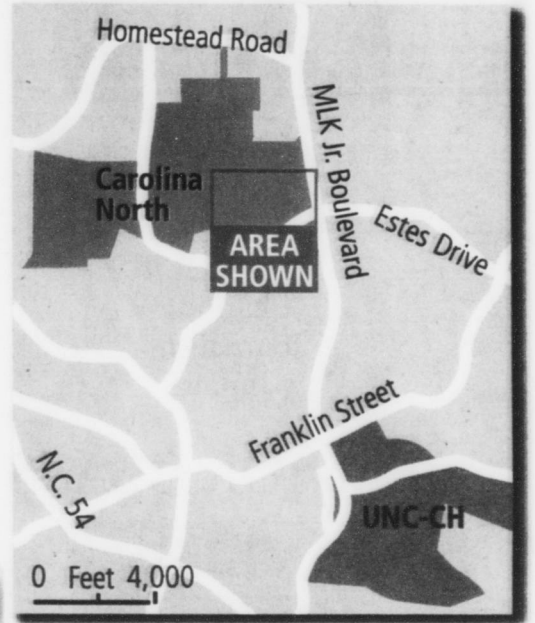 Homestead Road
MLK Jr. Boulevard
Carolina
North
Estes Drive
AREA
SHOWN
Franklin Street
N.C. 54
UNC-CH
0 Feet 4,000